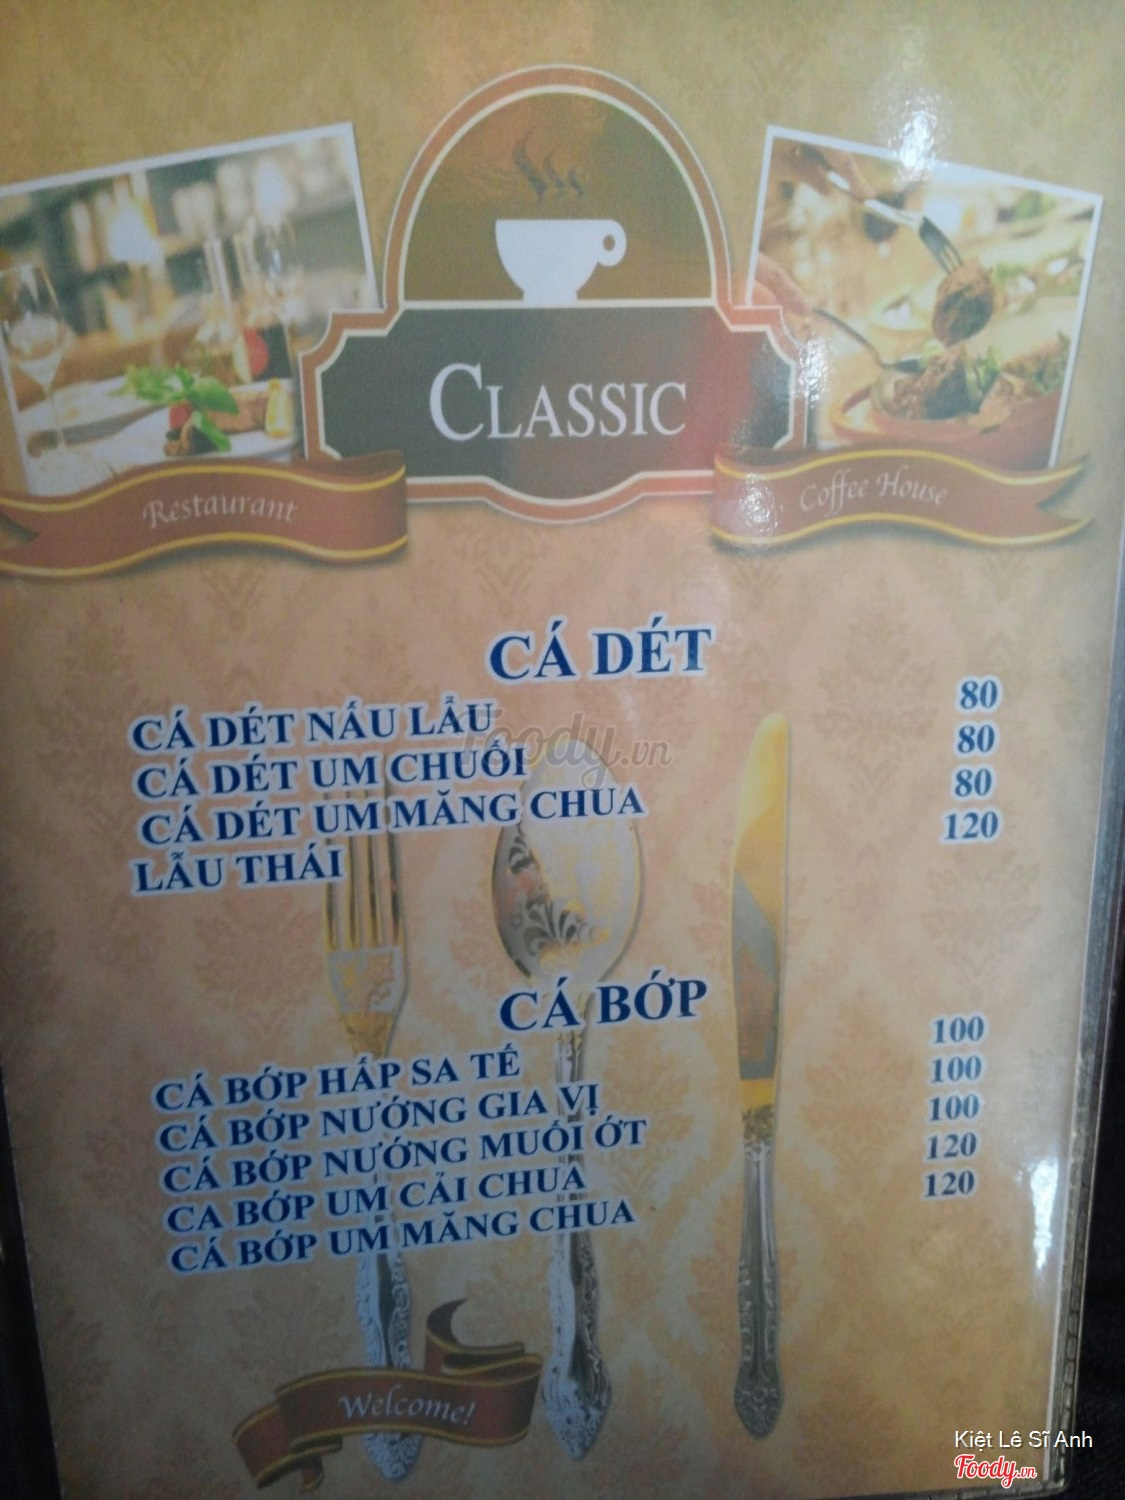 CLASSIC
Restaurant
Coffee House
CÁ DÉT
CÁ DÉT NẤU LẨU 80
CÁ DÉT UM CHUỐI 80
CÁ DÉT UM MĂNG CHUA 80
LẨU THÁI 120
CÁ BỚP
CÁ BỚP HẤP SA TẾ 100
CÁ BỚP NƯỚNG GIA VỊ 100
CÁ BỚP NƯỚNG MUỐI ỚT 100
CA BỚP UM CẢI CHUA 120
CÁ BỚP UM MĂNG CHUA 120
Welcome!
Foody.vn
Kiệt Lê Sĩ Anh
Foody.vn